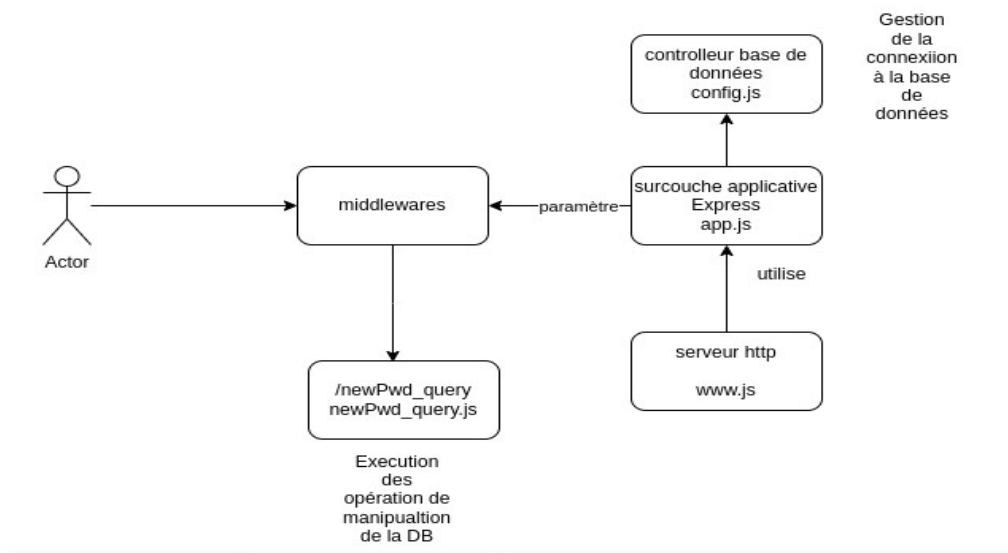 Gestion
de la
connexiion
à la base
de
données
controlleur base de
données
config.js
surcouche applicative
Express
app.js
middlewares
paramètre
Actor
utilise
serveur http
www.js
/newPwd_query
newPwd_query.js
Execution
des
opération de
manipualtion
de la DB